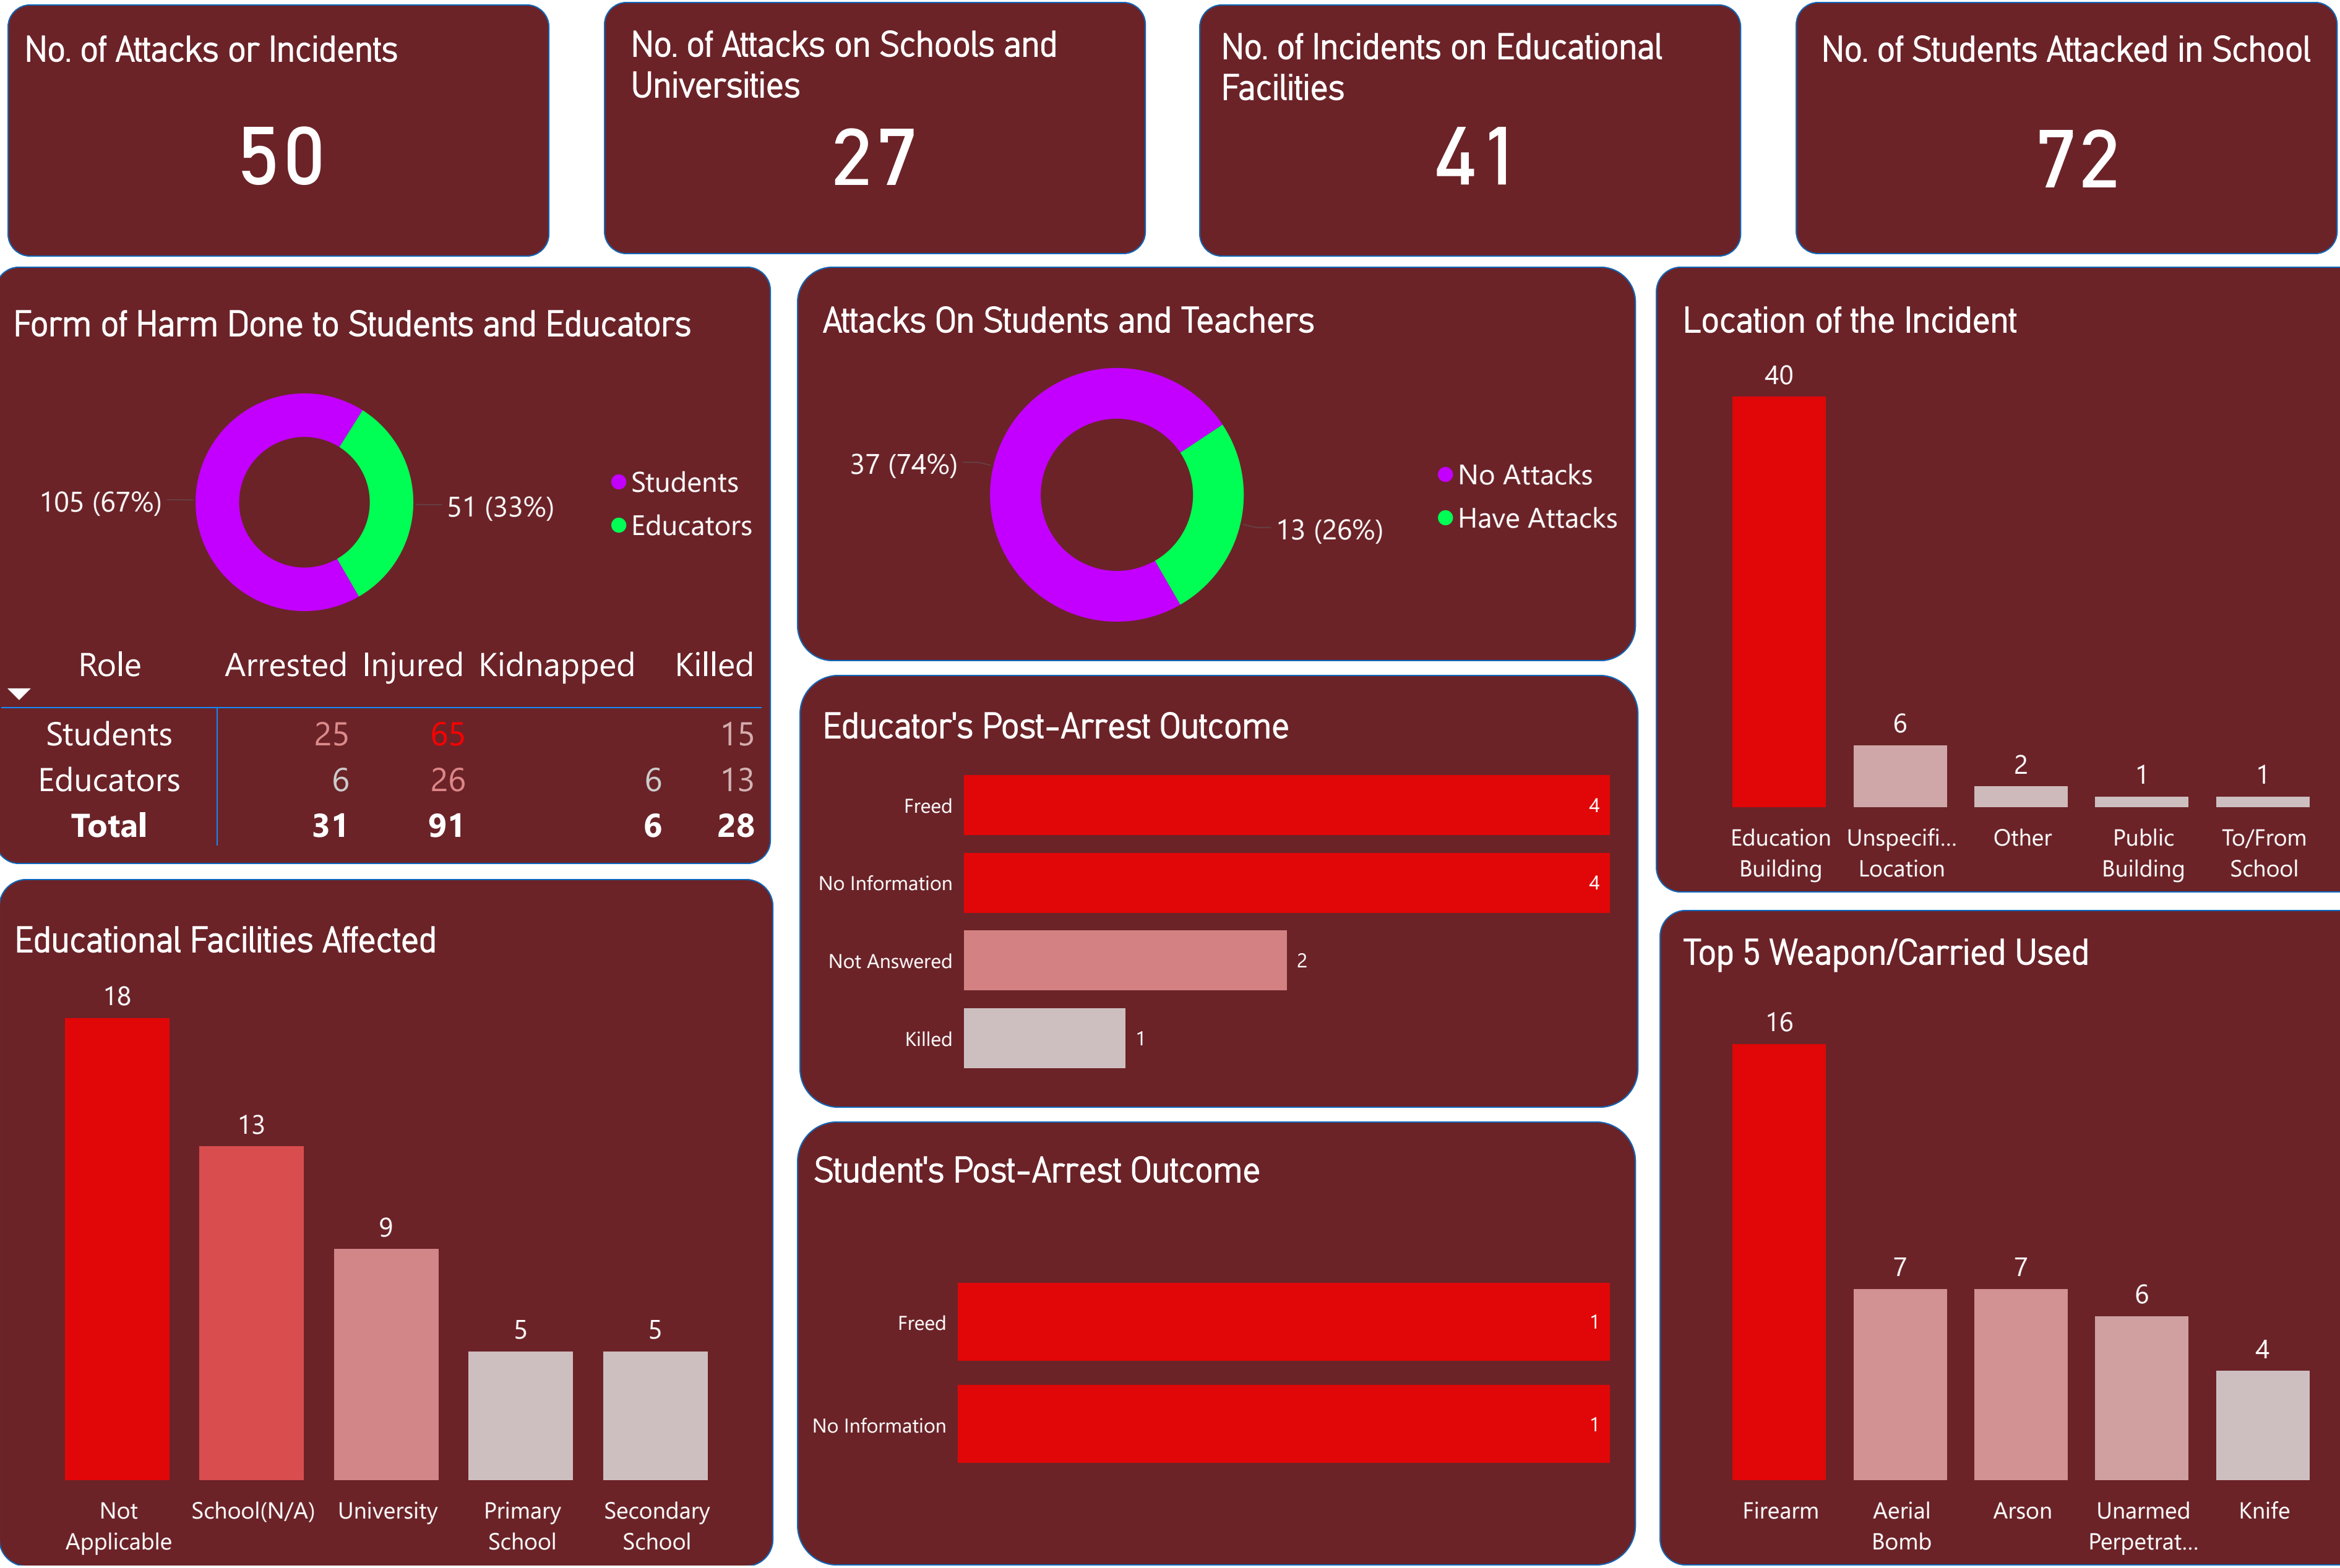 No. of Attacks or Incidents
50
No. of Attacks on Schools and
Universities
27
No. of Incidents on Educational
Facilities
41
No. of Students Attacked in School
72
Form of Harm Done to Students and Educators
105 (67%)
51 (33%)
Students
Educators
Role Arrested Injured Kidnapped Killed
Students 25 65 15
Educators 6 26 6 13
Total 31 91 6 28
Attacks On Students and Teachers
37 (74%)
13 (26%)
No Attacks
Have Attacks
Location of the Incident
40
6
2
1
1
Education Building
Unspecifi... Location
Other
Public Building
To/From School
Educator's Post-Arrest Outcome
Freed 4
No Information 4
Not Answered 2
Killed 1
Educational Facilities Affected
18
13
9
5
5
Not Applicable
School(N/A)
University
Primary School
Secondary School
Student's Post-Arrest Outcome
Freed 1
No Information 1
Top 5 Weapon/Carried Used
16
7
7
6
4
Firearm
Aerial Bomb
Arson
Unarmed Perpetrat...
Knife